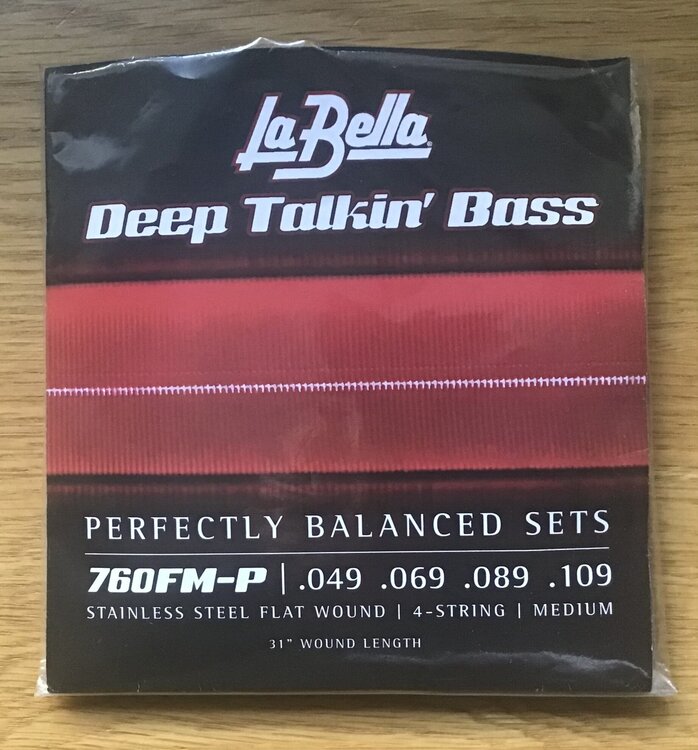 La Bella®
Deep Talkin' Bass
PERFECTLY BALANCED SETS
760FM-P | .049 .069 .089 .109
STAINLESS STEEL FLAT WOUND | 4-STRING | MEDIUM
31" WOUND LENGTH